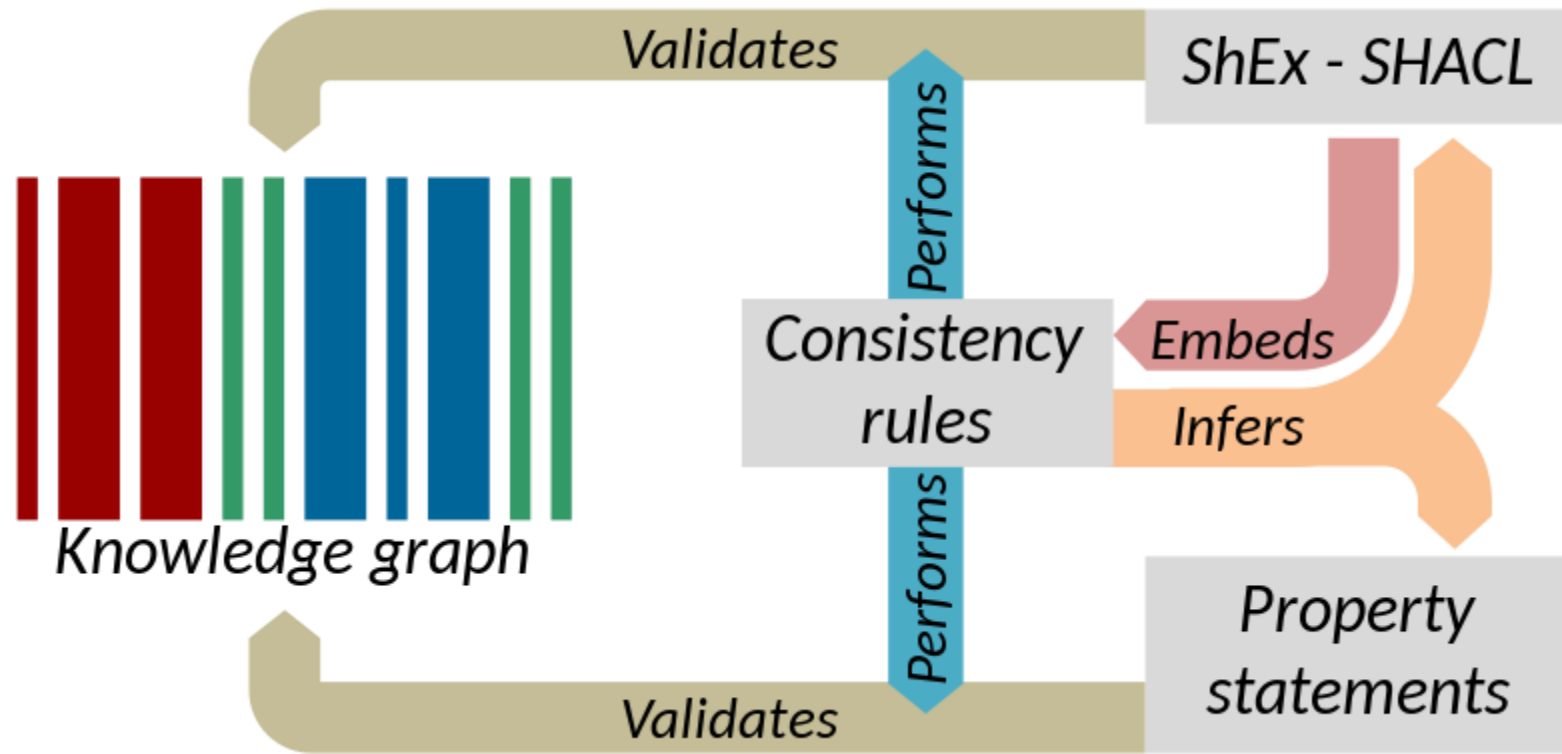 Validates
ShEx - SHACL
Performs
Consistency
rules
Embeds
Infers
Knowledge graph
Performs
Property
statements
Validates